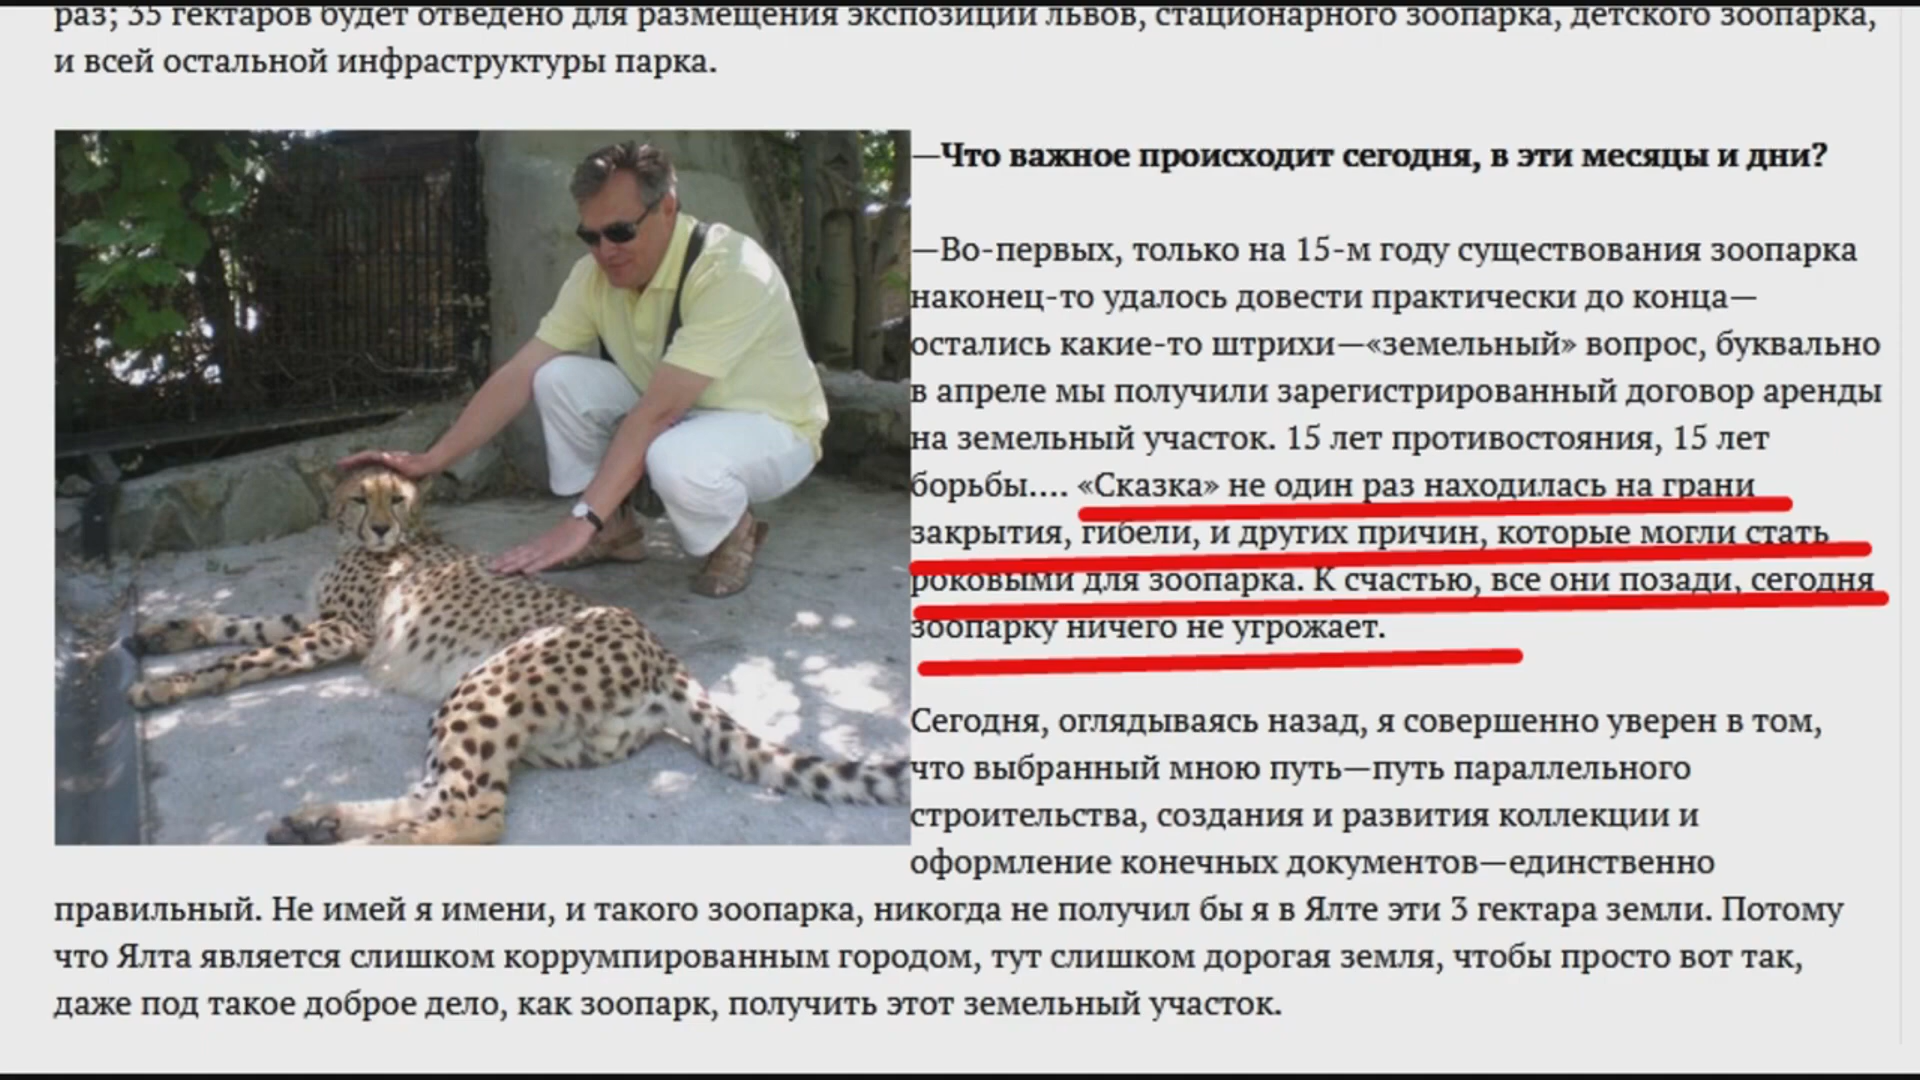 раз; 35 гектаров будет отведено для размещения экспозиции львов, стационарного зоопарка, детского зоопарка,
и всей остальной инфраструктуры парка.
—Что важное происходит сегодня, в эти месяцы и дни?
—Во-первых, только на 15-м году существования зоопарка
наконец-то удалось довести практически до конца—
остались какие-то штрихи—«земельный» вопрос, буквально
в апреле мы получили зарегистрированный договор аренды
на земельный участок. 15 лет противостояния, 15 лет
борьбы.... «Сказка» не один раз находилась на грани
закрытия, гибели, и других причин, которые могли стать
роковыми для зоопарка. К счастью, все они позади, сегодня
зоопарку ничего не угрожает.
Сегодня, оглядываясь назад, я совершенно уверен в том,
что выбранный мною путь—путь параллельного
строительства, создания и развития коллекции и
оформление конечных документов—единственно
правильный. Не имей я имени, и такого зоопарка, никогда не получил бы я в Ялте эти 3 гектара земли. Потому
что Ялта является слишком коррумпированным городом, тут слишком дорогая земля, чтобы просто вот так,
даже под такое доброе дело, как зоопарк, получить этот земельный участок.